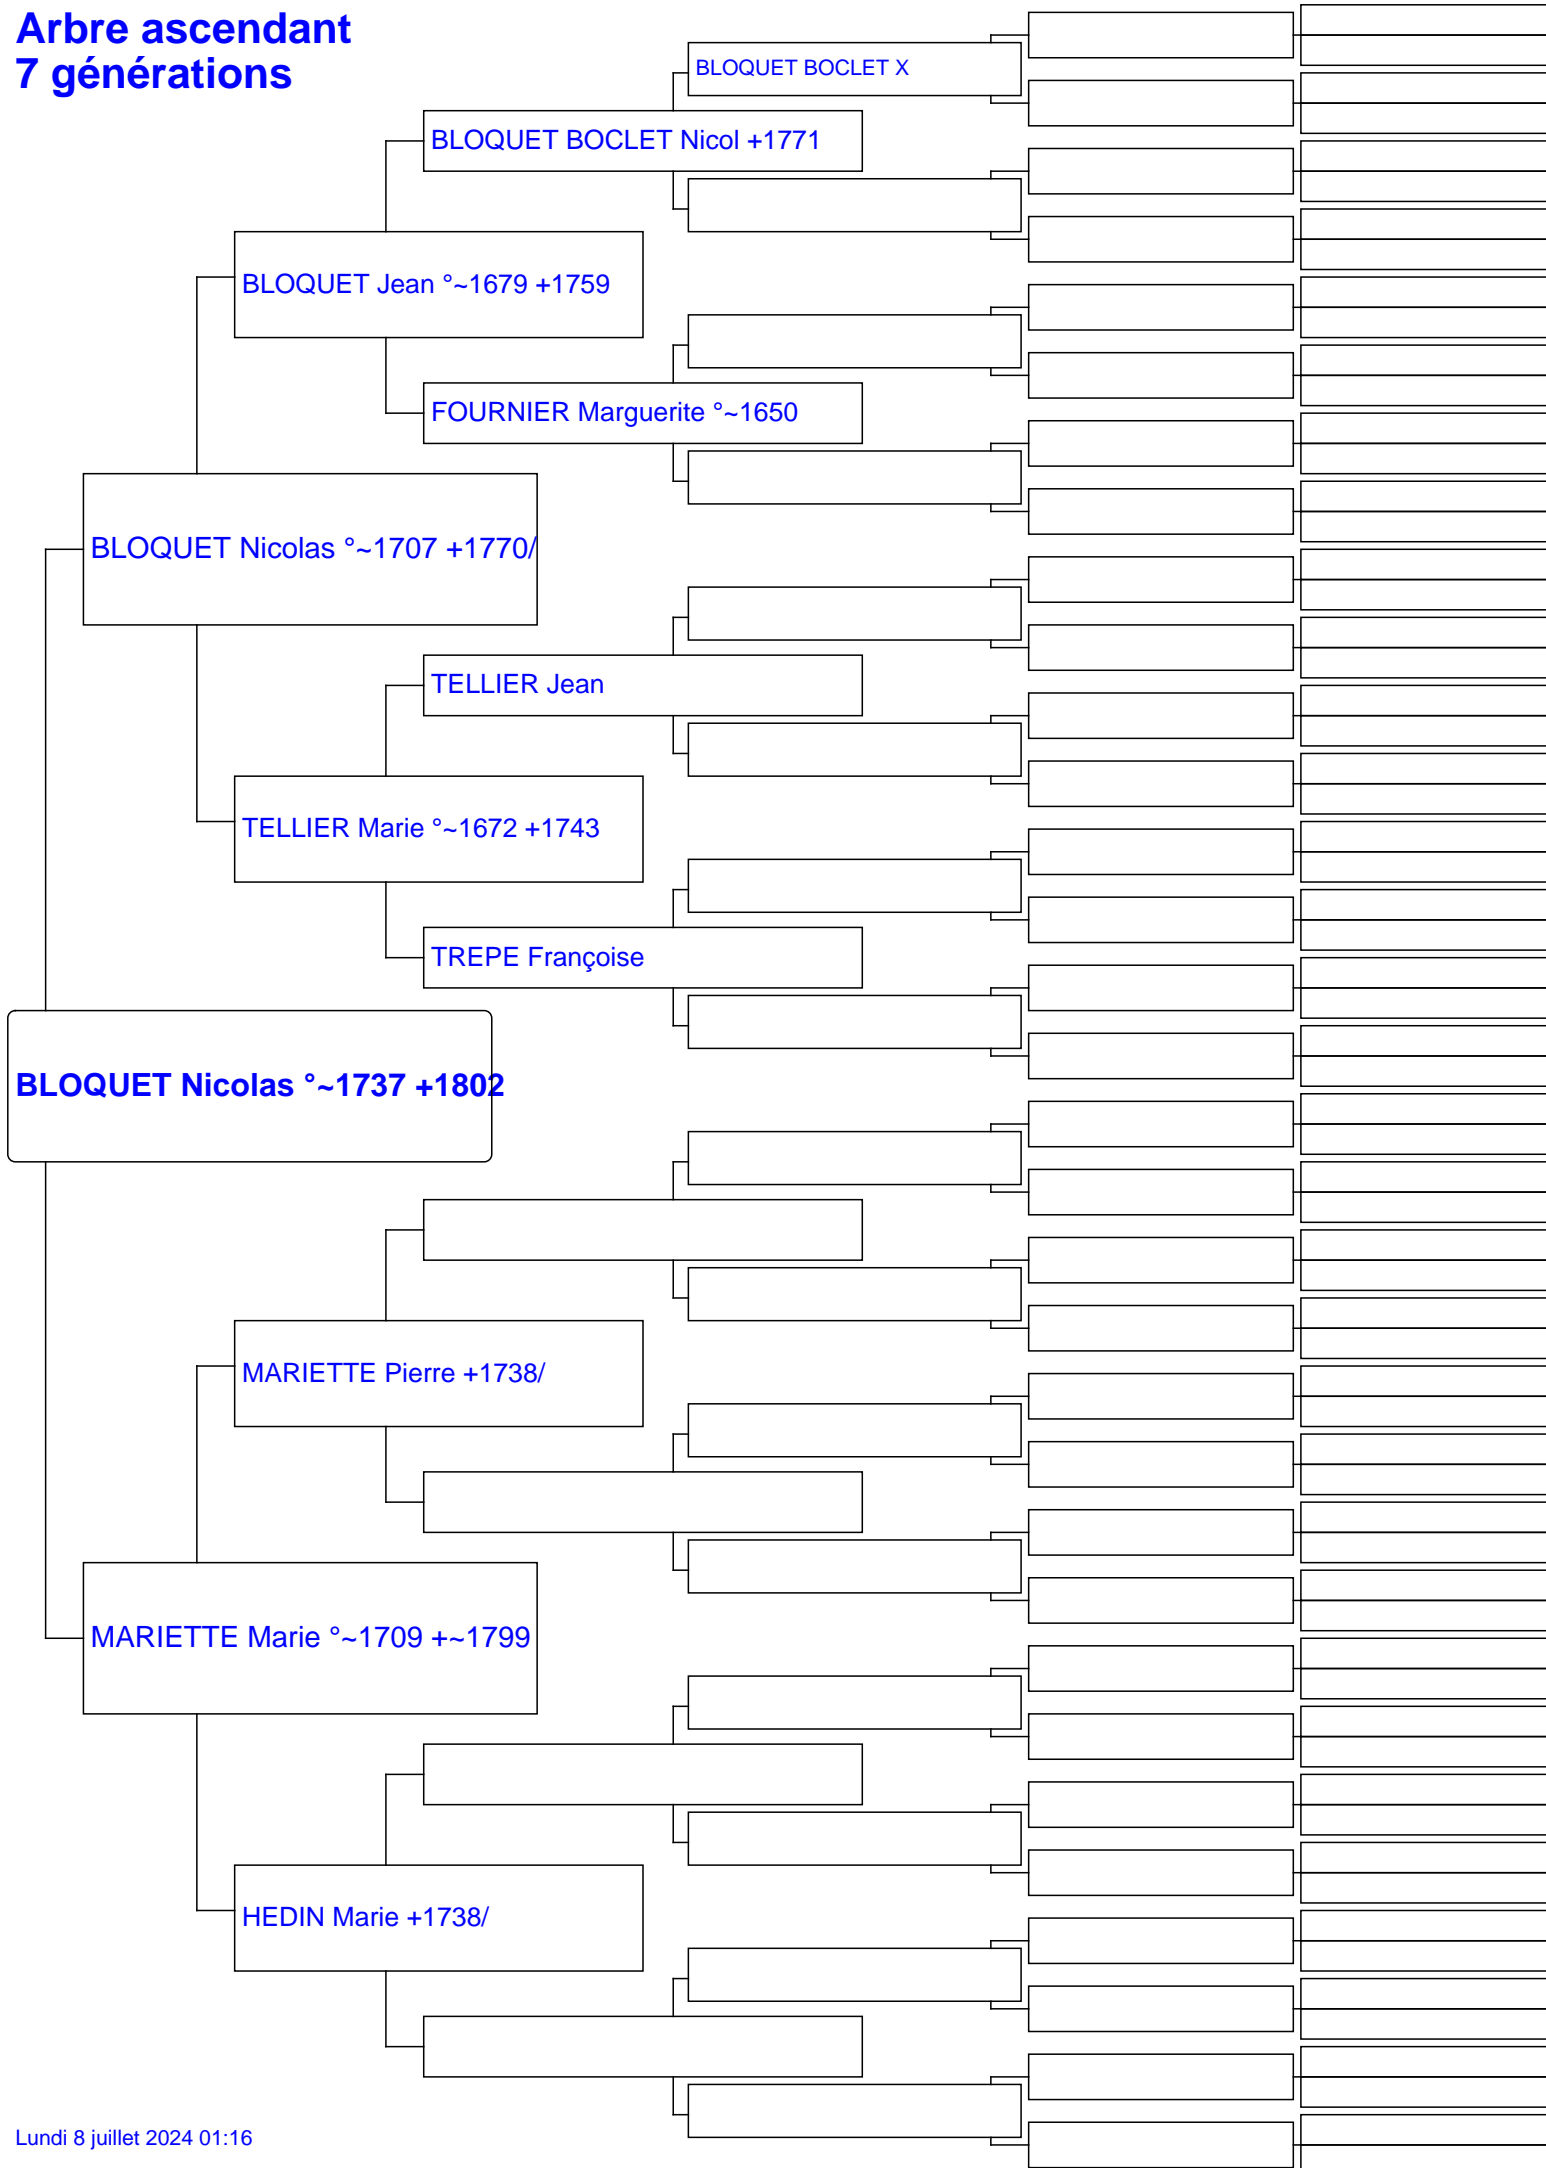 Arbre ascendant
7 générations
BLOQUET BOCLET X
BLOQUET BOCLET Nicol +1771
BLOQUET Jean °~1679 +1759
FOURNIER Marguerite °~1650
BLOQUET Nicolas °~1707 +1770/
TELLIER Jean
TELLIER Marie °~1672 +1743
TREPE Françoise
BLOQUET Nicolas °~1737 +1802
MARIETTE Pierre +1738/
MARIETTE Marie °~1709 +~1799
HEDIN Marie +1738/
Lundi 8 juillet 2024 01:16